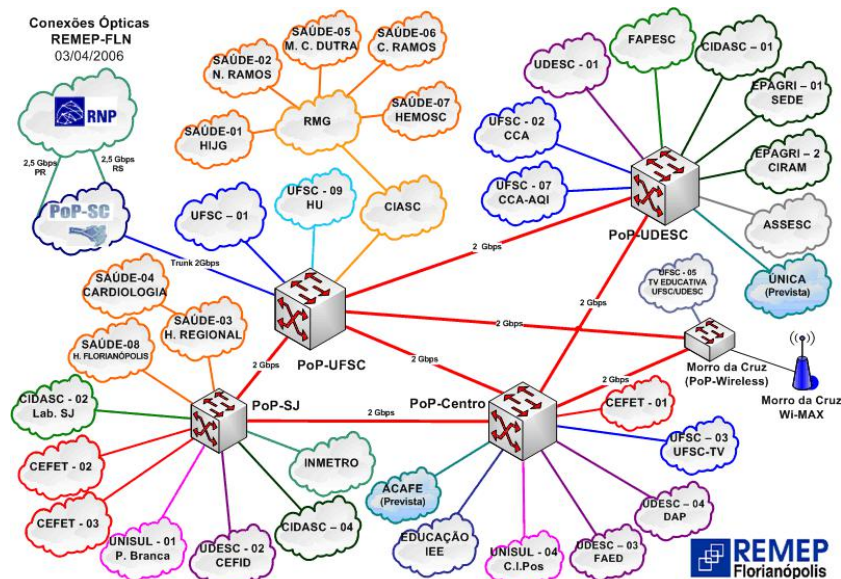 Conexões Ópticas
REMEP-FLN
03/04/2006
RNP
2,5 Gbps
PR
2,5 Gbps
RS
PoP-SC
Trunk 2Gbps
SAÚDE-05
M. C. DUTRA
SAÚDE-06
C. RAMOS
SAÚDE-02
N. RAMOS
SAÚDE-07
HEMOSC
RMG
SAÚDE-01
HIJG
UFSC - 09
HU
CIASC
UFSC - 01
FAPESC
UDESC - 01
CIDASC - 01
EPAGRI - 01
SEDE
UFSC - 02
CCA
EPAGRI - 2
CIRAM
UFSC - 07
CCA-AQI
ASSESC
PoP-UDESC
ÚNICA
(Prevista)
2 Gbps
2 Gbps
2 Gbps
2 Gbps
2 Gbps
2 Gbps
UFSC - 05
TV EDUCATIVA
UFSC/UDESC
SAÚDE-04
CARDIOLOGIA
SAÚDE-03
H. REGIONAL
SAÚDE-08
H. FLORIANÓPOLIS
PoP-UFSC
Morro da Cruz
(PoP-Wireless)
Morro da Cruz
Wi-MAX
CIDASC - 02
Lab. SJ
PoP-SJ
PoP-Centro
CEFET - 01
CEFET - 02
INMETRO
UFSC - 03
UFSC-TV
ACAFE
(Prevista)
CEFET - 03
UNISUL - 01
P. Branca
UDESC - 02
CEFID
CIDASC - 04
EDUCAÇÃO
IEE
UNISUL - 04
C.I.Pos
UDESC - 03
FAED
UDESC - 04
DAP
REMEP
Florianópolis